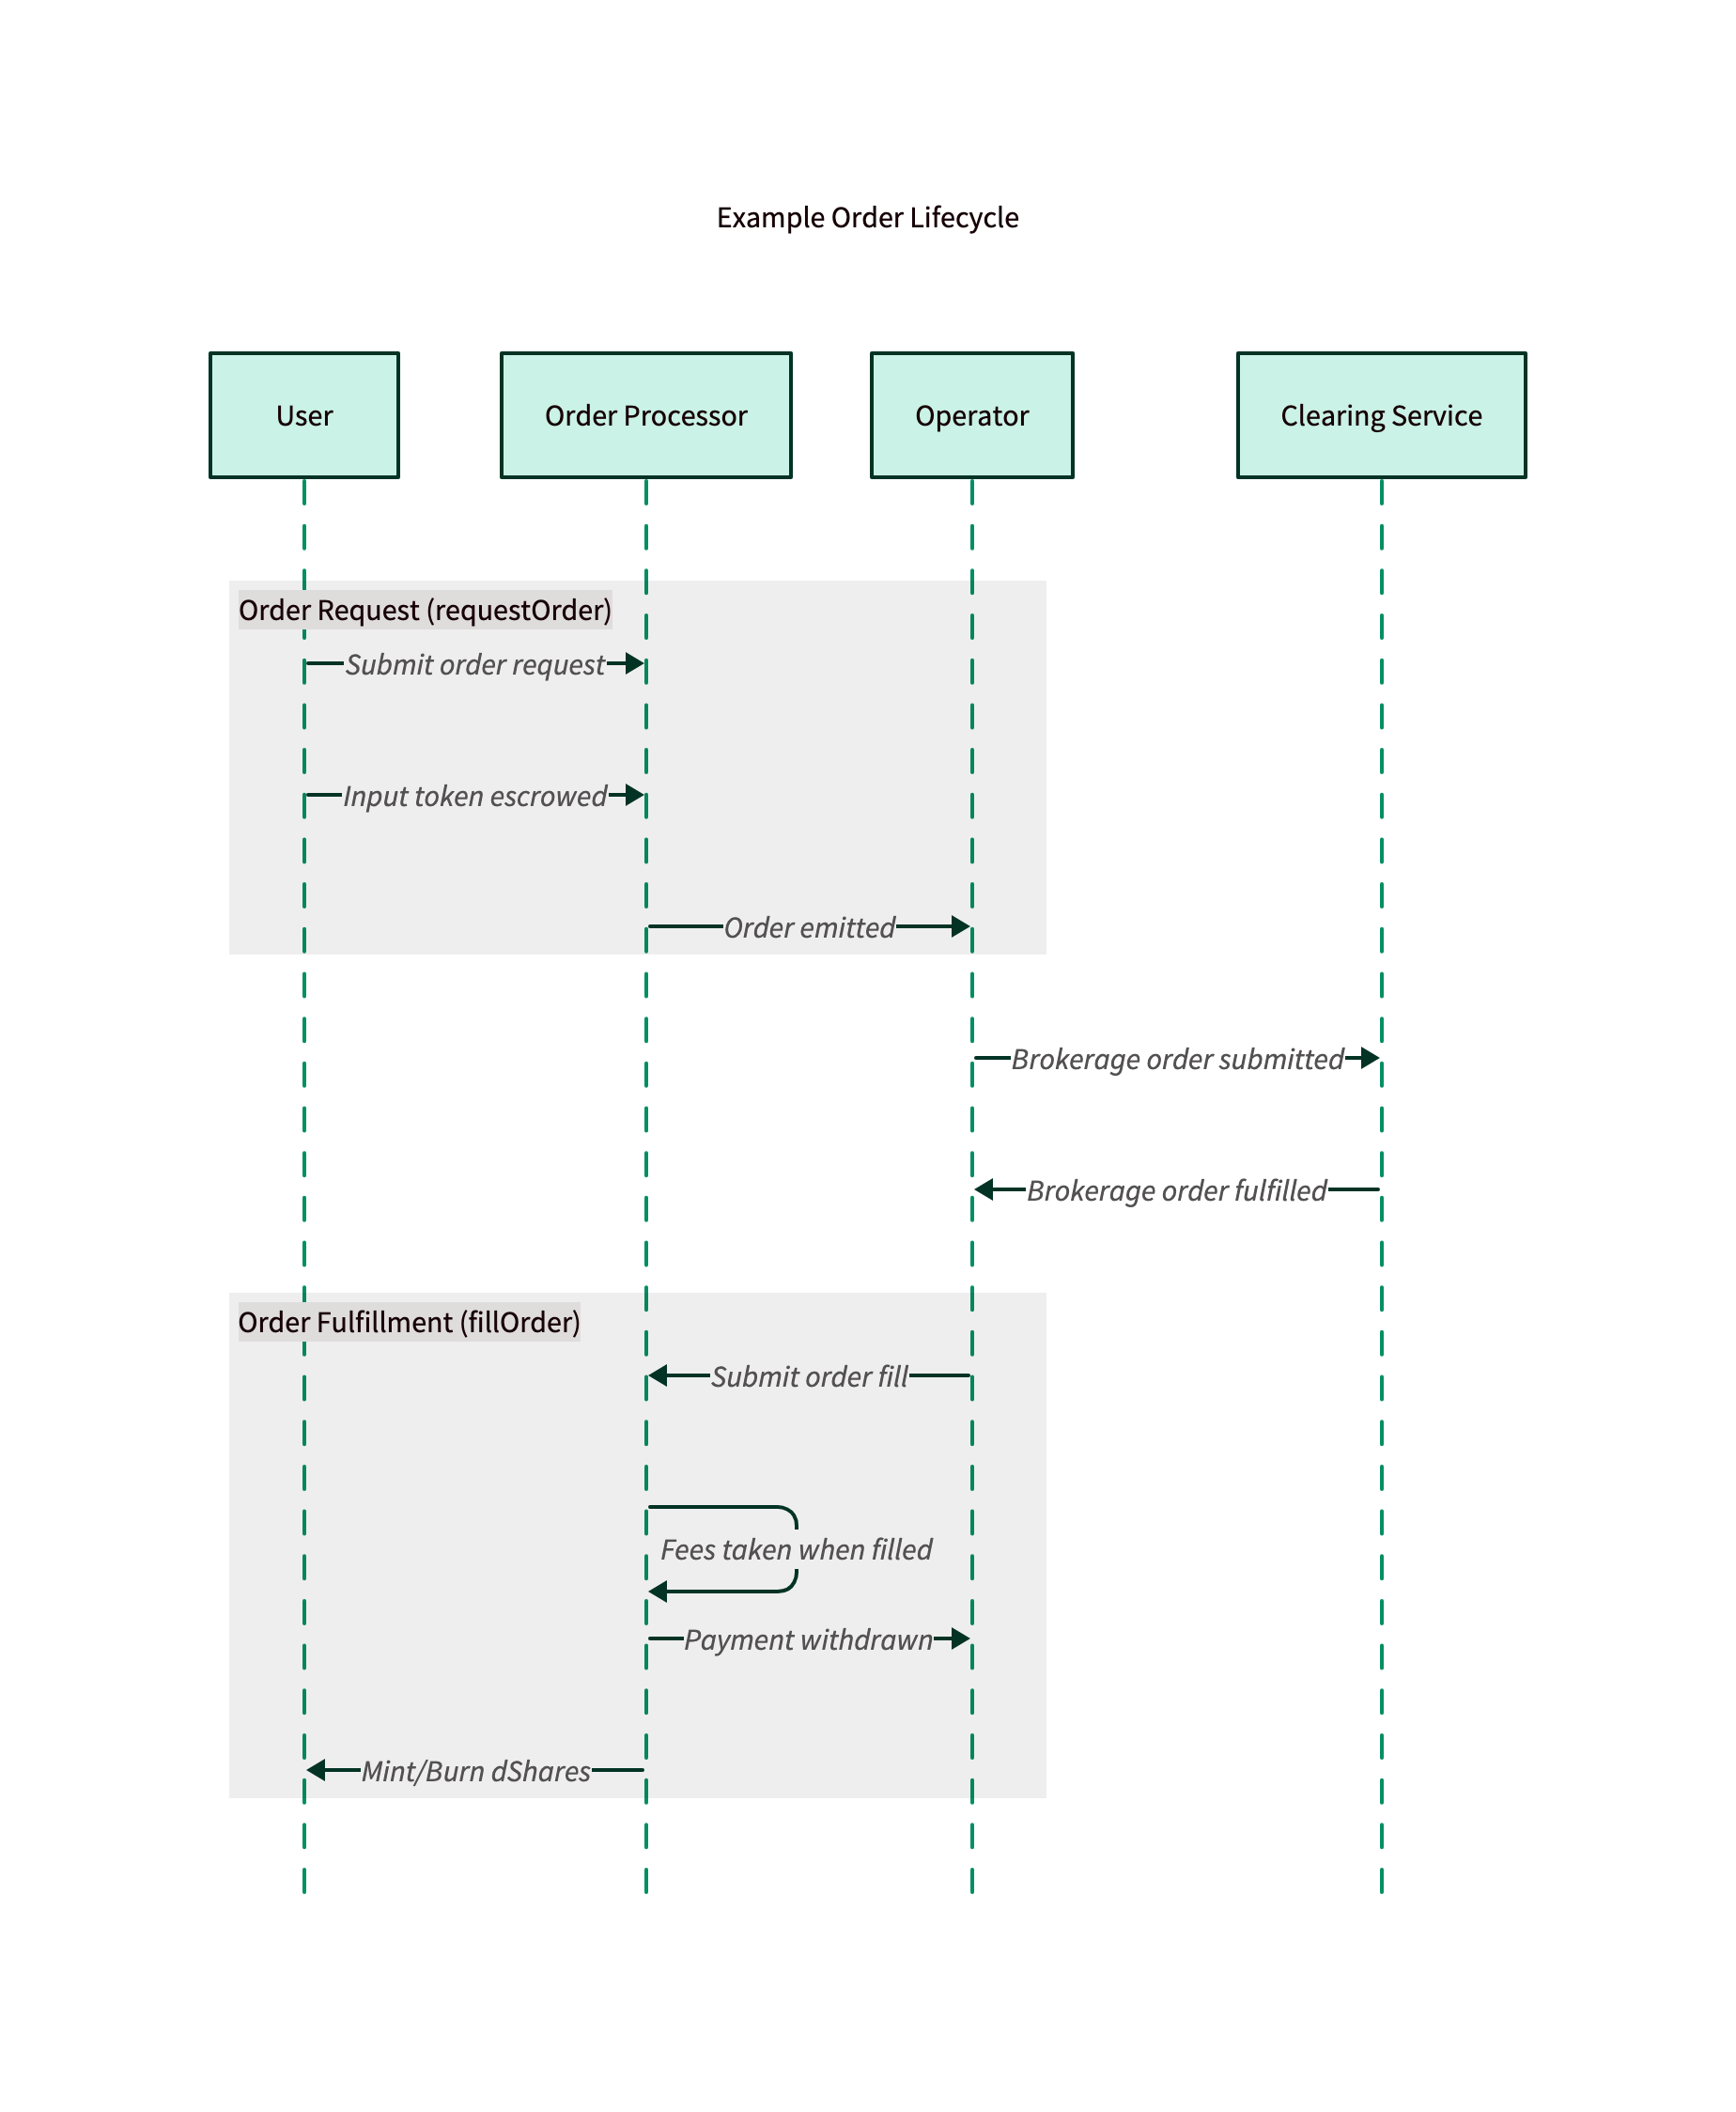 Example Order Lifecycle
User
Order Processor
Operator
Clearing Service
Order Request (requestOrder)
Submit order request
Input token escrowed
Order emitted
Brokerage order submitted
Brokerage order fulfilled
Order Fulfillment (fillOrder)
Submit order fill
Fees taken when filled
Payment withdrawn
Mint/Burn dShares